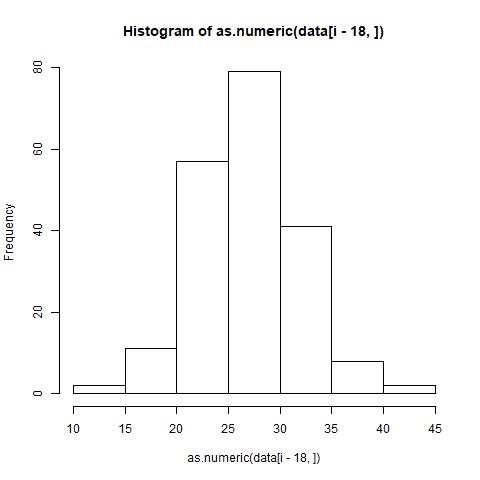 Histogram of as.numeric(data[i - 18, ])
Frequency
80
60
40
20
0
10 15 20 25 30 35 40 45
as.numeric(data[i - 18, ])